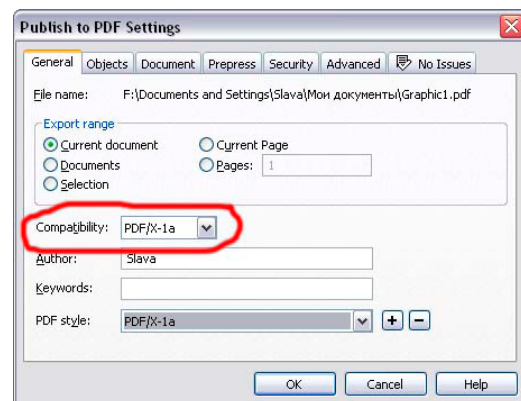 Publish to PDF Settings
General Objects Document Prepress Security Advanced No Issues
File name: F:\Documents and Settings\Slava\Мои документы\Graphic1.pdf
Export range
Current document Current Page
Documents Pages: 1
Selection
Compatibility: PDF/X-1a
Author: Slava
Keywords:
PDF style: PDF/X-1a
OK Cancel Help